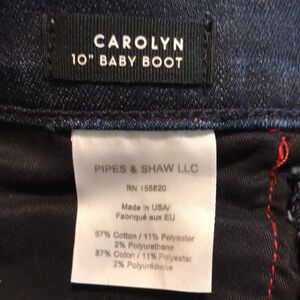 CAROLYN
10" BABY BOOT
PIPES & SHAW LLC
RN 155620
Made in USA/
Fabriqué aux EU
87% Cotton / 11% Polyester
2% Polyurethane
87% Coton / 11% Polyester
2% Polyuréthane